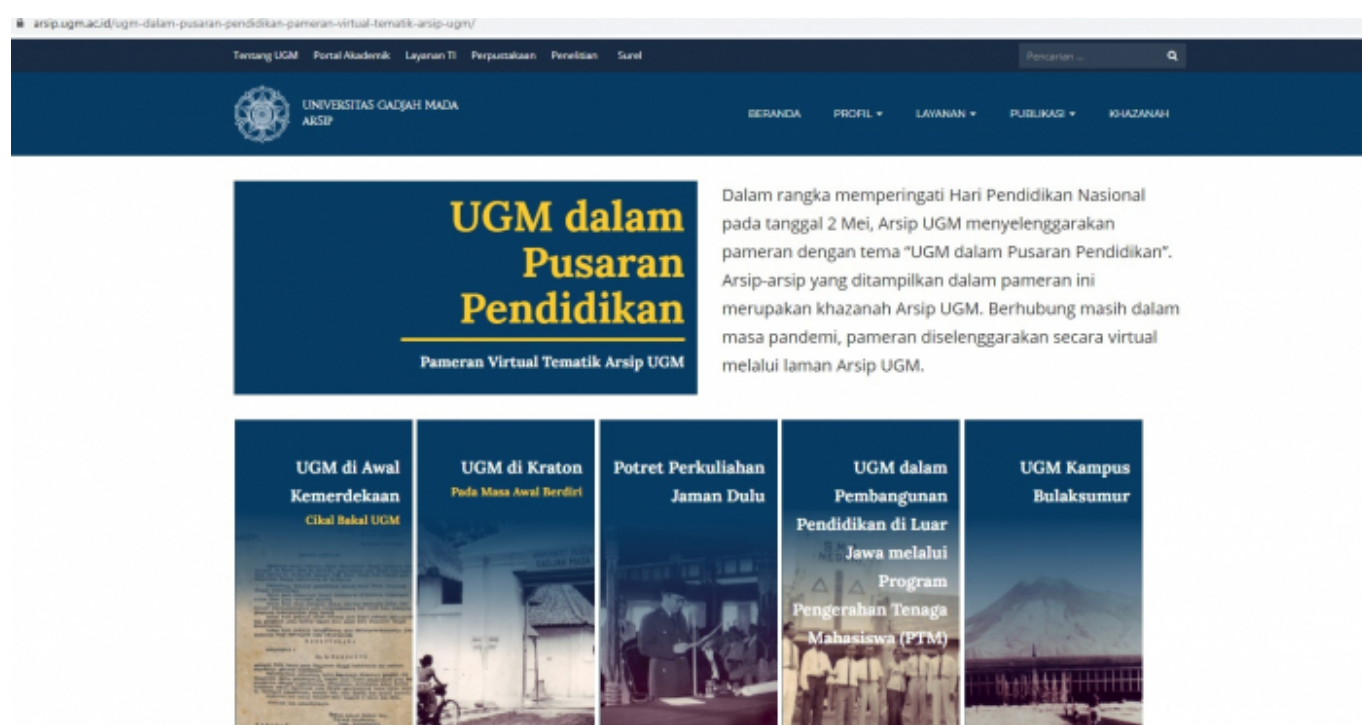 arsip.ugm.ac.id/ugm-dalam-pusaran-pendidikan-pameran-virtual-tematik-arsip-ugm/
Tentang UGM Portal Akademik Layanan TI Perpustakaan Penelitian Surel
Pencarian ...
UNIVERSITAS GADJAH MADA
ARSIP
BERANDA PROFIL LAYANAN PUBLIKASI KHAZANAH
UGM dalam
Pusaran
Pendidikan
Pameran Virtual Tematik Arsip UGM
Dalam rangka memperingati Hari Pendidikan Nasional
pada tanggal 2 Mei, Arsip UGM menyelenggarakan
pameran dengan tema “UGM dalam Pusaran Pendidikan”.
Arsip-arsip yang ditampilkan dalam pameran ini
merupakan khazanah Arsip UGM. Berhubung masih dalam
masa pandemi, pameran diselenggarakan secara virtual
melalui laman Arsip UGM.
UGM di Awal
Kemerdekaan
Cikal Bakal UGM
UGM di Kraton
Pada Masa Awal Berdiri
GADJAH MADA
Potret Perkuliahan
Jaman Dulu
UGM dalam
Pembangunan
Pendidikan di Luar
Jawa melalui
Program
Pengerahan Tenaga
Mahasiswa (PTM)
UGM Kampus
Bulaksumur